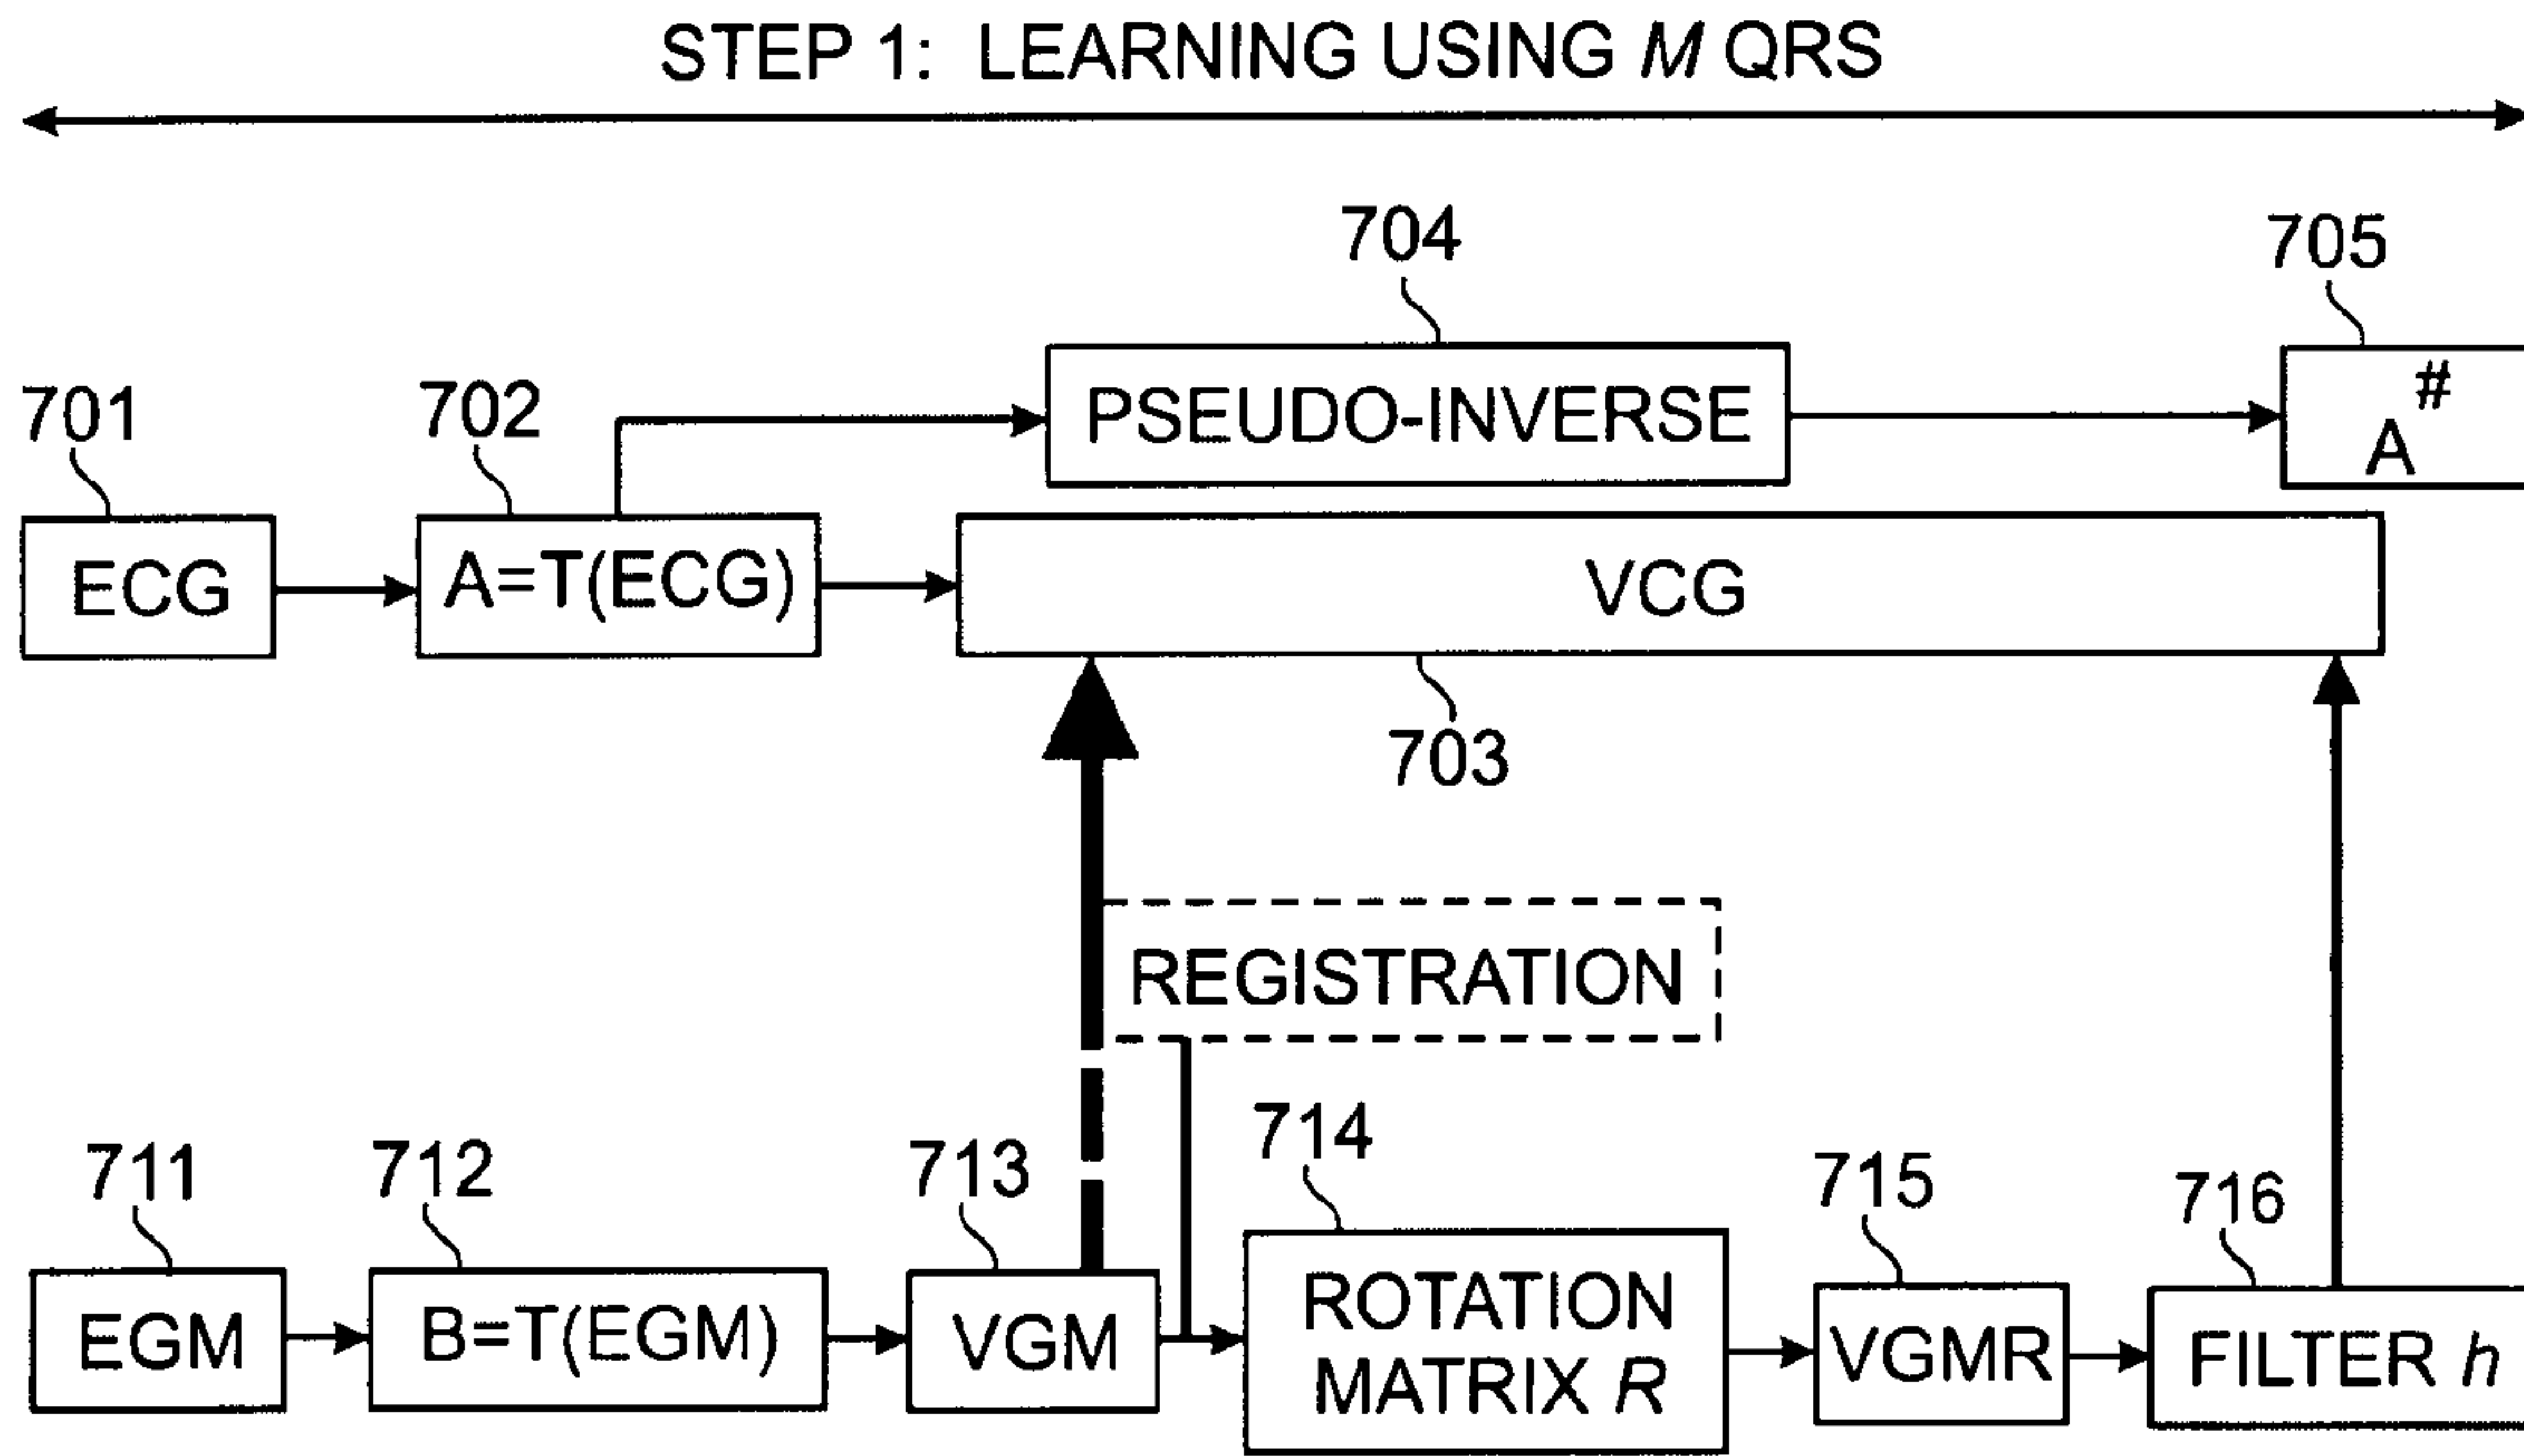 STEP 1: LEARNING USING M QRS
704
705
PSEUDO-INVERSE
A#
701
702
ECG
A=T(ECG)
VCG
703
REGISTRATION
711
712
713
714
715
716
EGM
B=T(EGM)
VGM
ROTATION
MATRIX R
VGMR
FILTER h